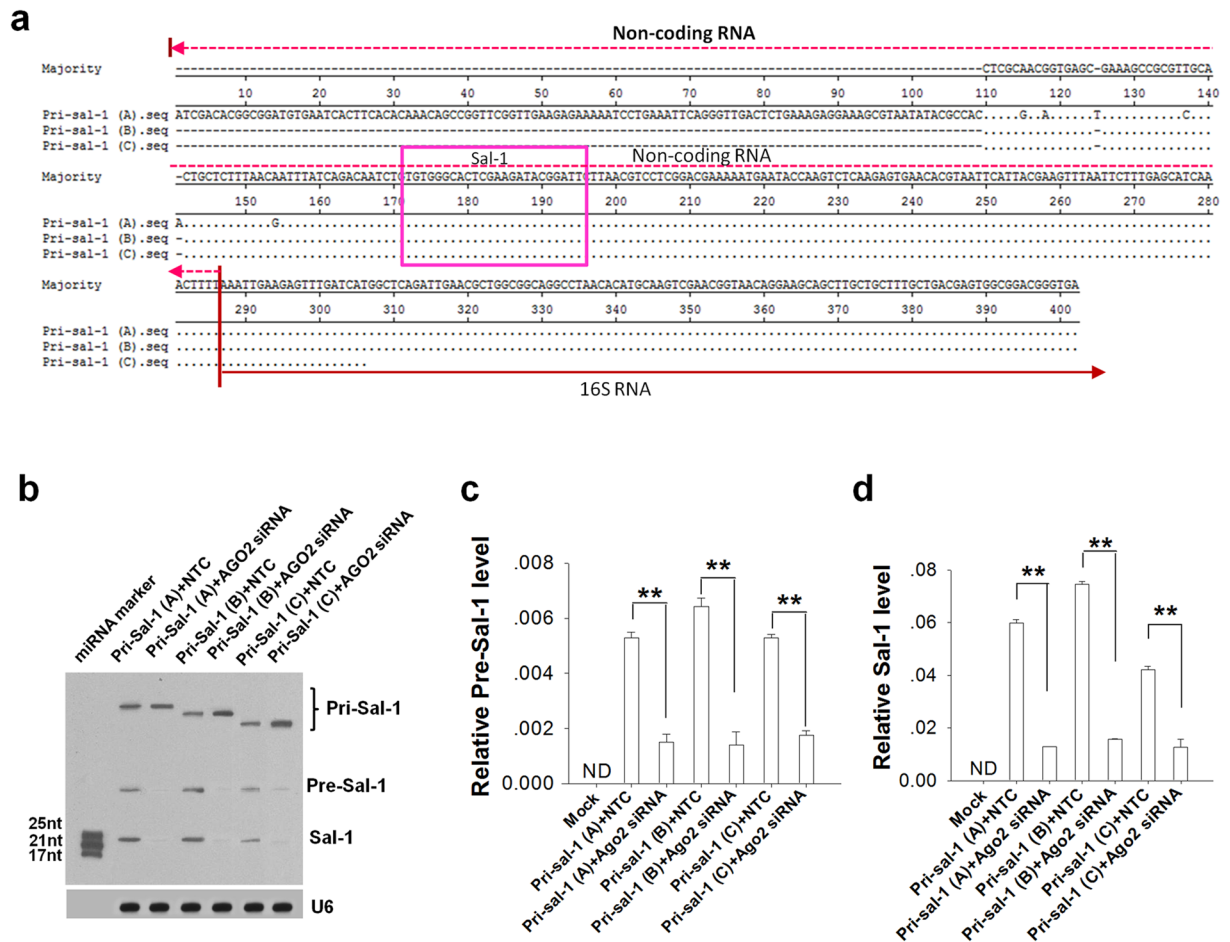 a
Non-coding RNA
Majority ------------------------------------------------------------------------------------------------------------- CTCGCAACGGTGAGC-GAAAGCCGCGTTGCA
10 20 30 40 50 60 70 80 90 100 110 120 130 140
Pri-sal-1 (A).seq ATCGACACGGCGGATGTGAATCACTTCACACAAACAGCCGGTTCGGTTGAAGAGAAAAATCCTGAAATTCAGGGTTGACTCTGAAAGAGGAAAGCGTAATATACGCCAC.....G..A......T...........C...
Pri-sal-1 (B).seq
Pri-sal-1 (C).seq
Sal-1 Non-coding RNA
Majority -CTGCTCTTTAACAATTTATCAGACAATCTGTGTGGGCACTCGAAGATACGGATTCTTAACGTCCTCGGACGAAAAATGAATACCAAGTCTCAAGAGTGAACACGTAATTCATTACGAAGTTTAATTCTTTGAGCATCAA
150 160 170 180 190 200 210 220 230 240 250 260 270 280
Pri-sal-1 (A).seq A............G
Pri-sal-1 (B).seq -
Pri-sal-1 (C).seq -
Majority ACTTTTAAATTGAAGAGTTTGATCATGGCTCAGATTGAACGCTGGCGGCAGGCCTAACACATGCAAGTCGAACGGTAACAGGAAGCAGCTTGCTGCTTTGCTGACGAGTGGCGGACGGGTGA
290 300 310 320 330 340 350 360 370 380 390 400
Pri-sal-1 (A).seq
Pri-sal-1 (B).seq
Pri-sal-1 (C).seq
16S RNA
b
miRNA marker
Pri-Sal-1 (A)+NTC
Pri-Sal-1 (A)+AGO2 siRNA
Pri-Sal-1 (B)+NTC
Pri-Sal-1 (B)+AGO2 siRNA
Pri-Sal-1 (C)+NTC
Pri-Sal-1 (C)+AGO2 siRNA
Pri-Sal-1
Pre-Sal-1
25nt
21nt
17nt
Sal-1
U6
c
Relative Pre-Sal-1 level
.008
.006
.004
.002
0.000
ND
**
**
**
Mock
Pri-sal-1 (A)+NTC
Pri-sal-1 (A)+Ago2 siRNA
Pri-sal-1 (B)+NTC
Pri-sal-1 (B)+Ago2 siRNA
Pri-sal-1 (C)+NTC
Pri-sal-1 (C)+Ago2 siRNA
d
Relative Sal-1 level
.08
.06
.04
.02
0.00
ND
**
**
**
Mock
Pri-sal-1 (A)+NTC
Pri-sal-1 (A)+Ago2 siRNA
Pri-sal-1 (B)+NTC
Pri-sal-1 (B)+Ago2 siRNA
Pri-sal-1 (C)+NTC
Pri-sal-1 (C)+Ago2 siRNA